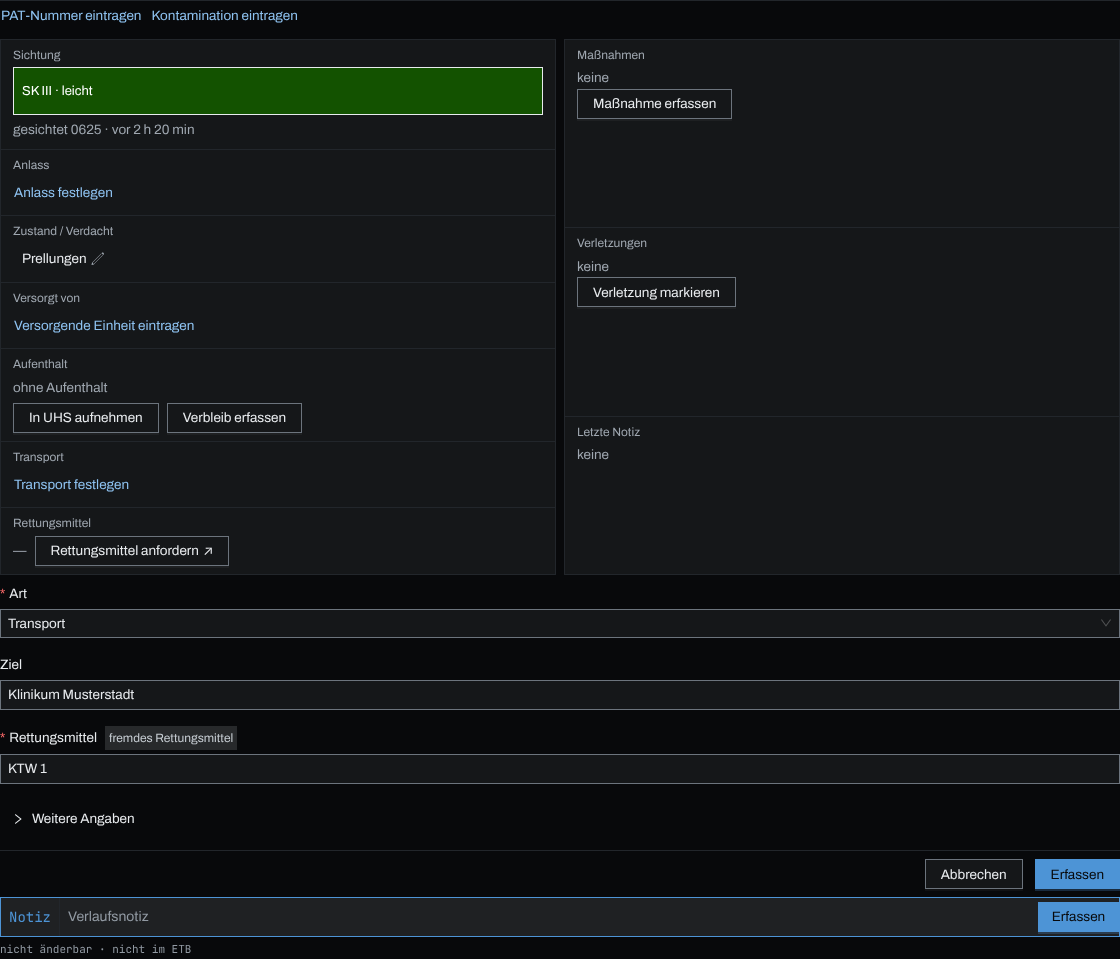 PAT-Nummer eintragen Kontamination eintragen
Sichtung
SK III · leicht
gesichtet 0625 · vor 2 h 20 min
Anlass
Anlass festlegen
Zustand / Verdacht
Prellungen
Versorgt von
Versorgende Einheit eintragen
Aufenthalt
ohne Aufenthalt
In UHS aufnehmen Verbleib erfassen
Transport
Transport festlegen
Rettungsmittel
— Rettungsmittel anfordern ↗
Maßnahmen
keine
Maßnahme erfassen
Verletzungen
keine
Verletzung markieren
Letzte Notiz
keine
* Art
Transport
Ziel
Klinikum Musterstadt
* Rettungsmittel fremdes Rettungsmittel
KTW 1
Weitere Angaben
Abbrechen Erfassen
Notiz Verlaufsnotiz Erfassen
nicht änderbar · nicht im ETB